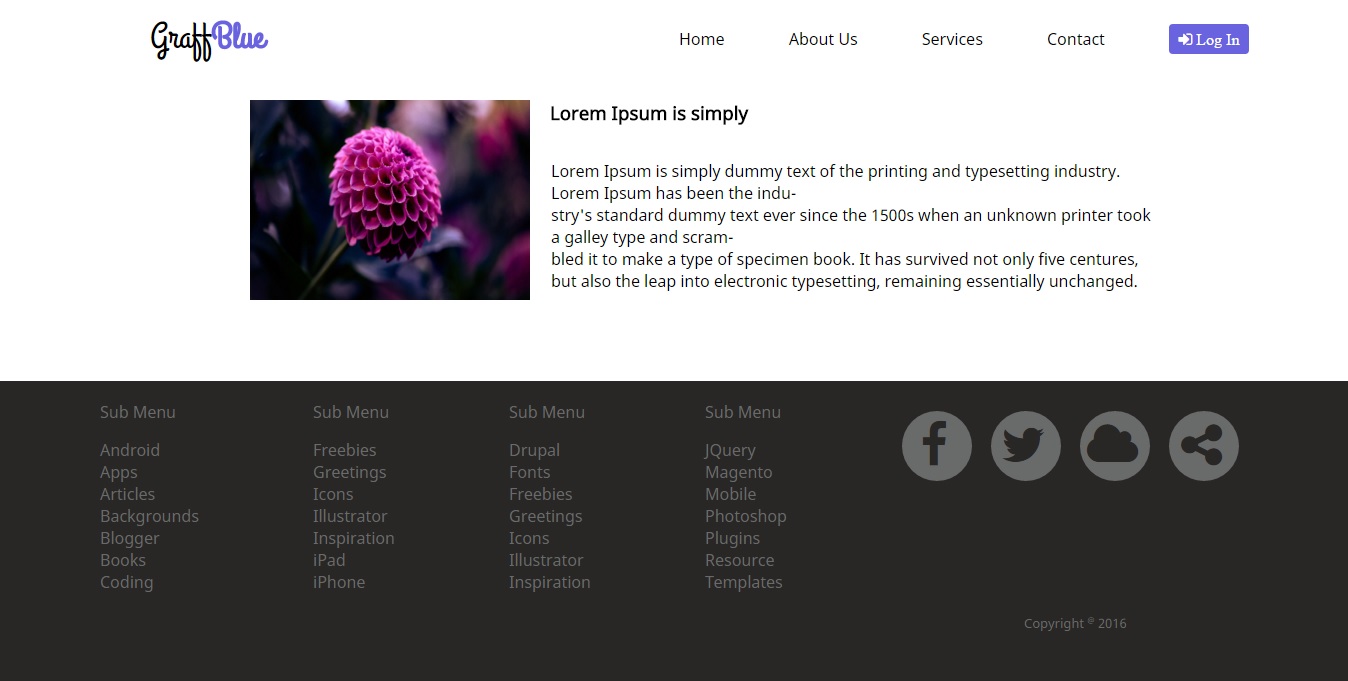 GraffBlue
Home About Us Services Contact Log In
Lorem Ipsum is simply
Lorem Ipsum is simply dummy text of the printing and typesetting industry.
Lorem Ipsum has been the indu-
stry's standard dummy text ever since the 1500s when an unknown printer took
a galley type and scram-
bled it to make a type of specimen book. It has survived not only five centures,
but also the leap into electronic typesetting, remaining essentially unchanged.
Sub Menu
Android
Apps
Articles
Backgrounds
Blogger
Books
Coding
Sub Menu
Freebies
Greetings
Icons
Illustrator
Inspiration
iPad
iPhone
Sub Menu
Drupal
Fonts
Freebies
Greetings
Icons
Illustrator
Inspiration
Sub Menu
JQuery
Magento
Mobile
Photoshop
Plugins
Resource
Templates
Copyright @ 2016